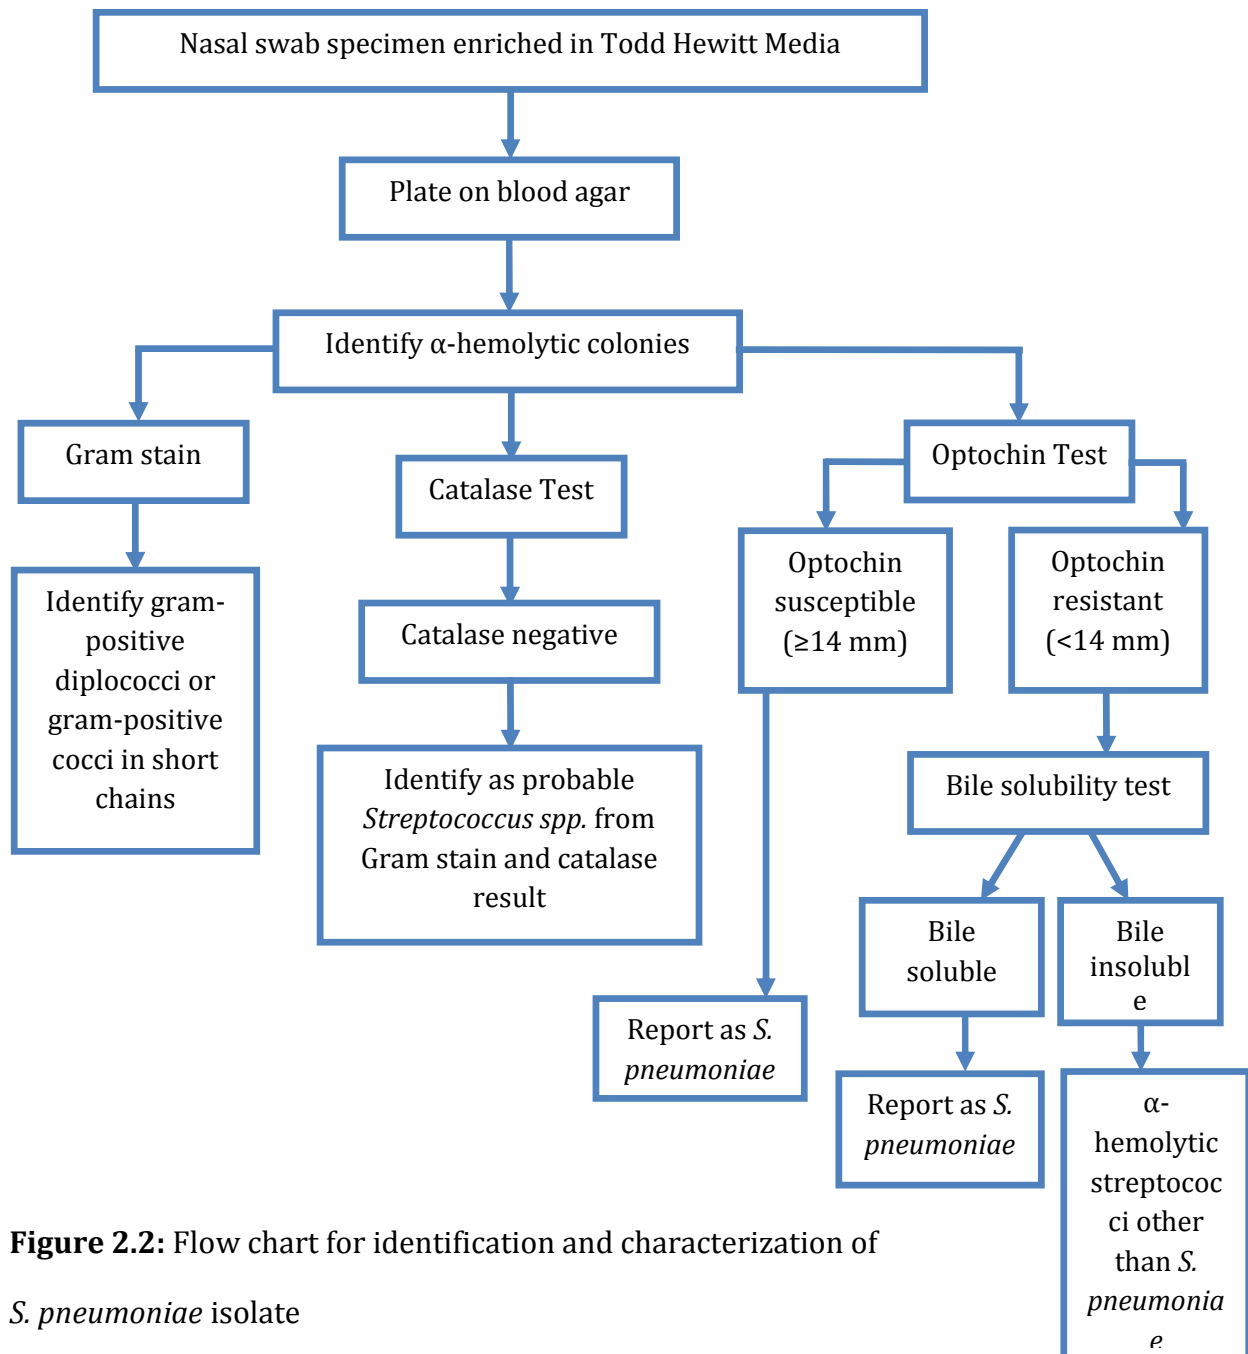 Nasal swab specimen enriched in Todd Hewitt Media
Plate on blood agar
Identify α-hemolytic colonies
Gram stain
Identify gram-
positive
diplococci or
gram-positive
cocci in short
chains
Catalase Test
Catalase negative
Identify as probable
Streptococcus spp. from
Gram stain and catalase
result
Optochin Test
Optochin
susceptible
(≥14 mm)
Optochin
resistant
(<14 mm)
Bile solubility test
Bile
soluble
Bile
insolubl
e
Report as S.
pneumoniae
Report as S.
pneumoniae
α-
hemolytic
streptococ
ci other
than S.
pneumonia
e
Figure 2.2: Flow chart for identification and characterization of
S. pneumoniae isolate